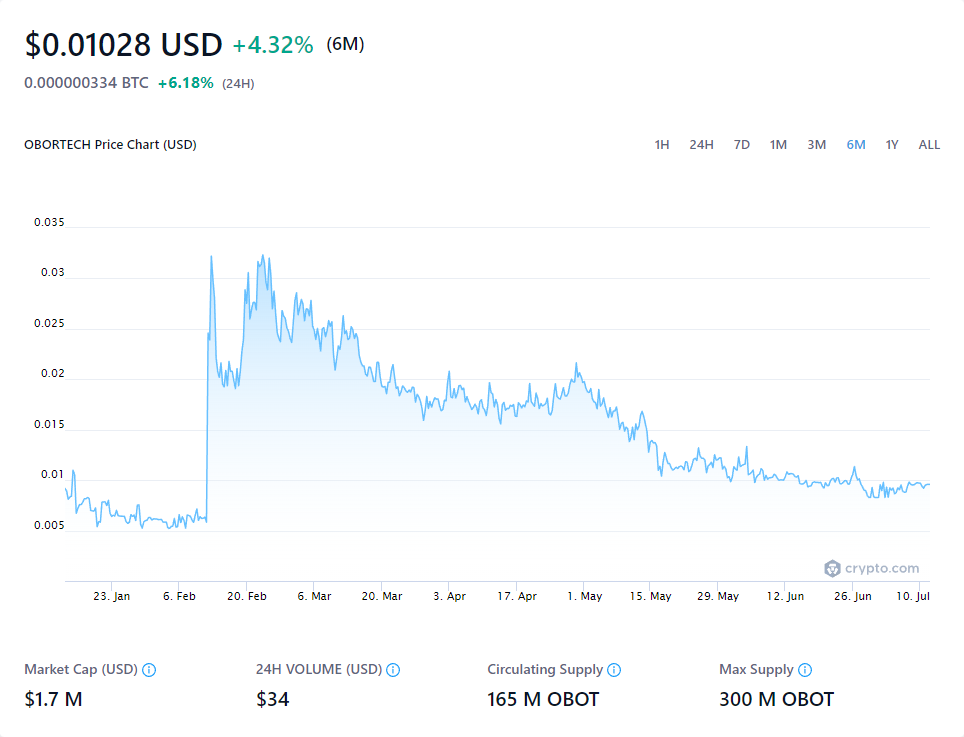 $0.01028 USD +4.32% (6M)
0.000000334 BTC +6.18% (24H)
OBORTECH Price Chart (USD) 1H 24H 7D 1M 3M 6M 1Y ALL
0.035
0.03
0.025
0.02
0.015
0.01
0.005
crypto.com
23. Jan 6. Feb 20. Feb 6. Mar 20. Mar 3. Apr 17. Apr 1. May 15. May 29. May 12. Jun 26. Jun 10. Jul
Market Cap (USD) 24H VOLUME (USD) Circulating Supply Max Supply
$1.7 M $34 165 M OBOT 300 M OBOT